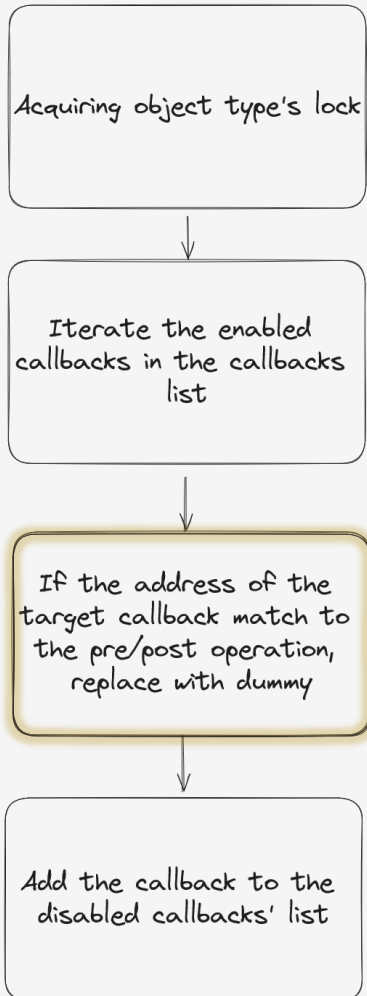 Acquiring object type's lock
Iterate the enabled
callbacks in the callbacks
list
If the address of the
target callback match to
the pre/post operation,
replace with dummy
Add the callback to the
disabled callbacks' list